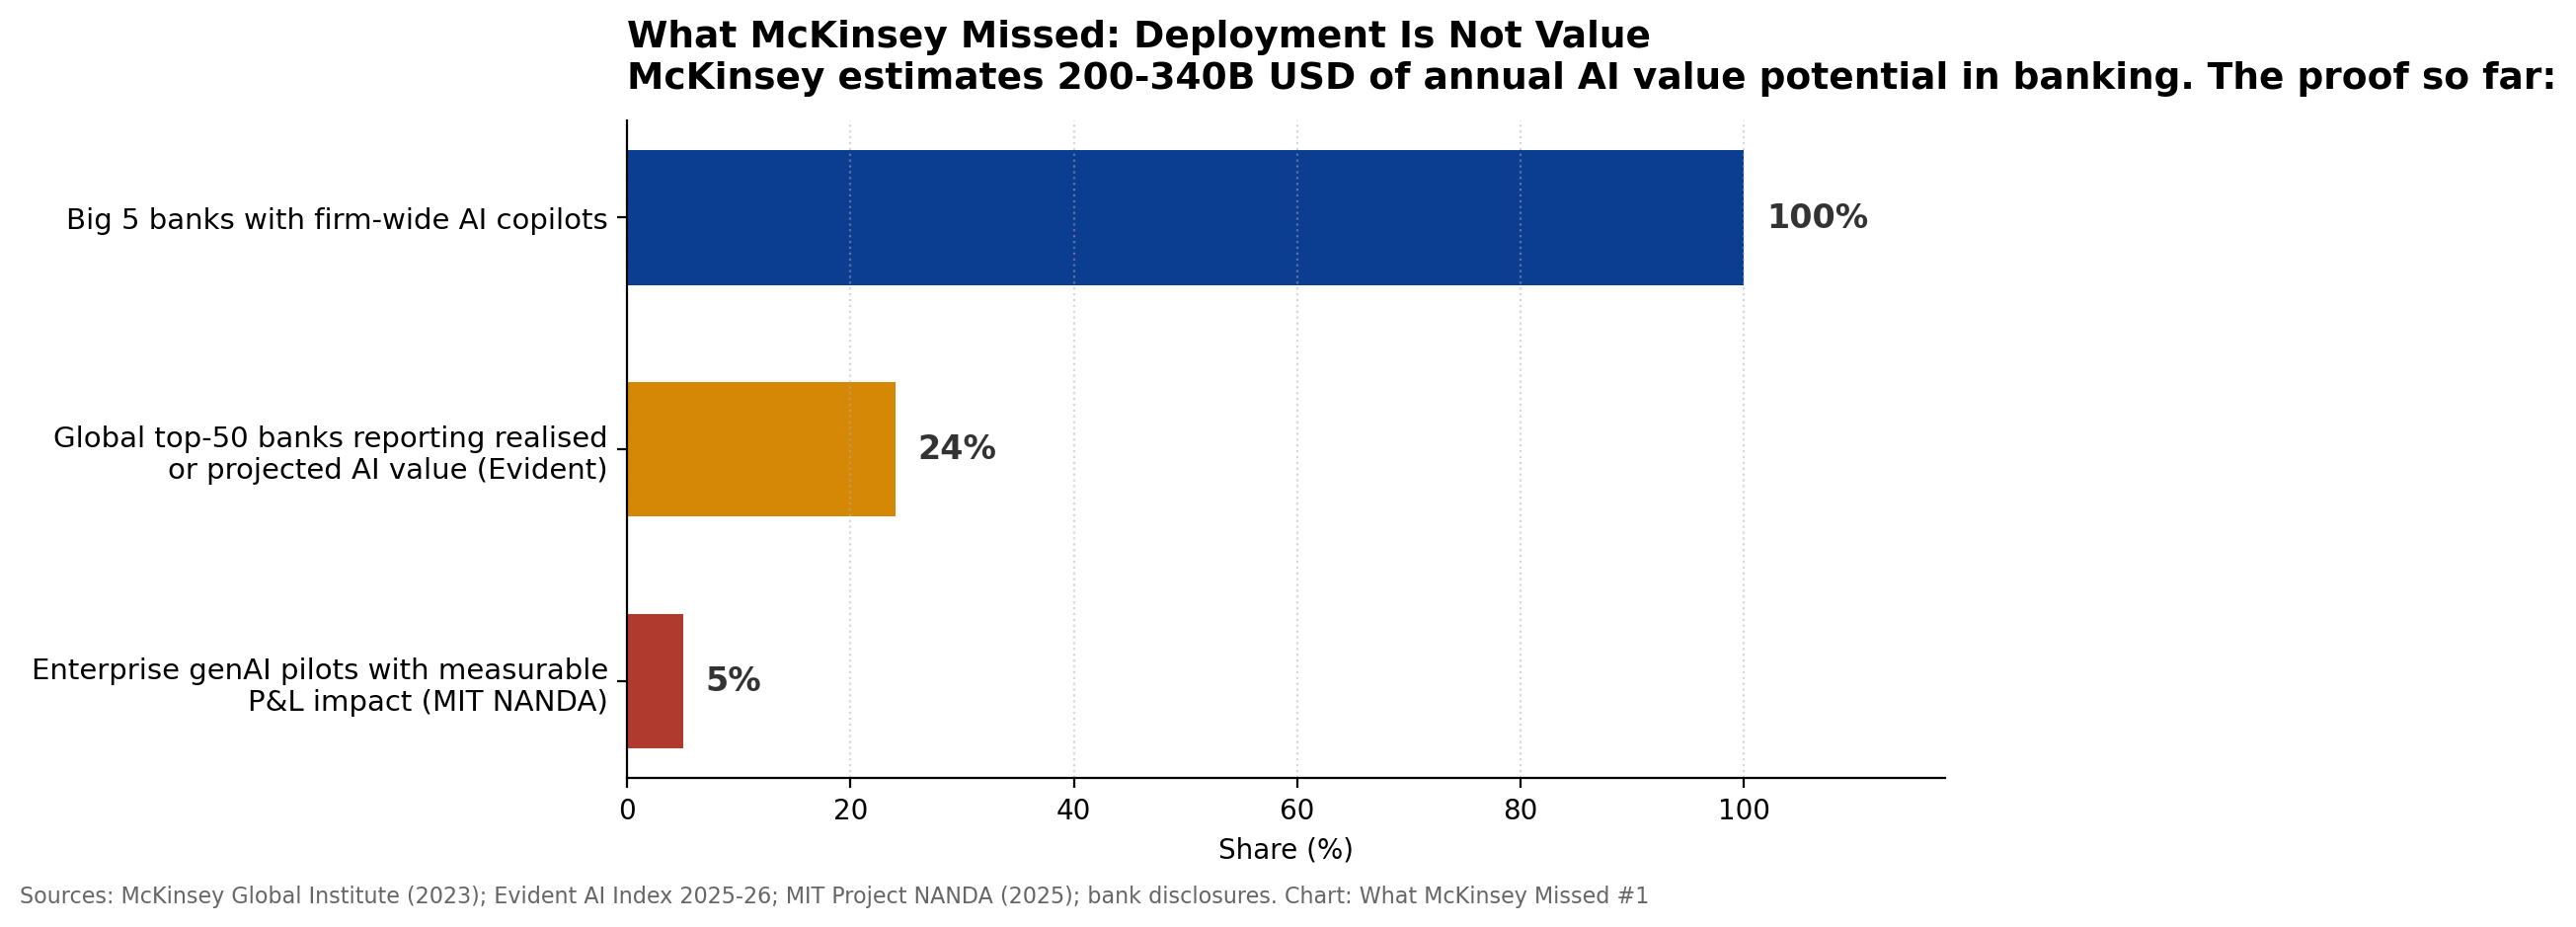 What McKinsey Missed: Deployment Is Not Value
McKinsey estimates 200-340B USD of annual AI value potential in banking. The proof so far:
Big 5 banks with firm-wide AI copilots
100%
Global top-50 banks reporting realised
or projected AI value (Evident)
24%
Enterprise genAI pilots with measurable
P&L impact (MIT NANDA)
5%
0 20 40 60 80 100
Share (%)
Sources: McKinsey Global Institute (2023); Evident AI Index 2025-26; MIT Project NANDA (2025); bank disclosures. Chart: What McKinsey Missed #1